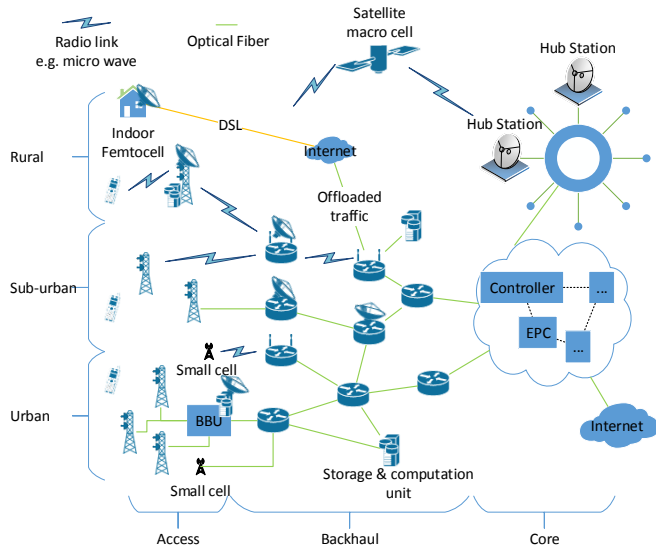 Radio link
e.g. micro wave
Optical Fiber
Satellite
macro cell
Hub Station
Hub Station
DSL
Indoor
Femtocell
Internet
Rural
Offloaded
traffic
Sub-urban
Controller
...
EPC
...
Small cell
Urban
BBU
Internet
Storage & computation
unit
Small cell
Access
Backhaul
Core